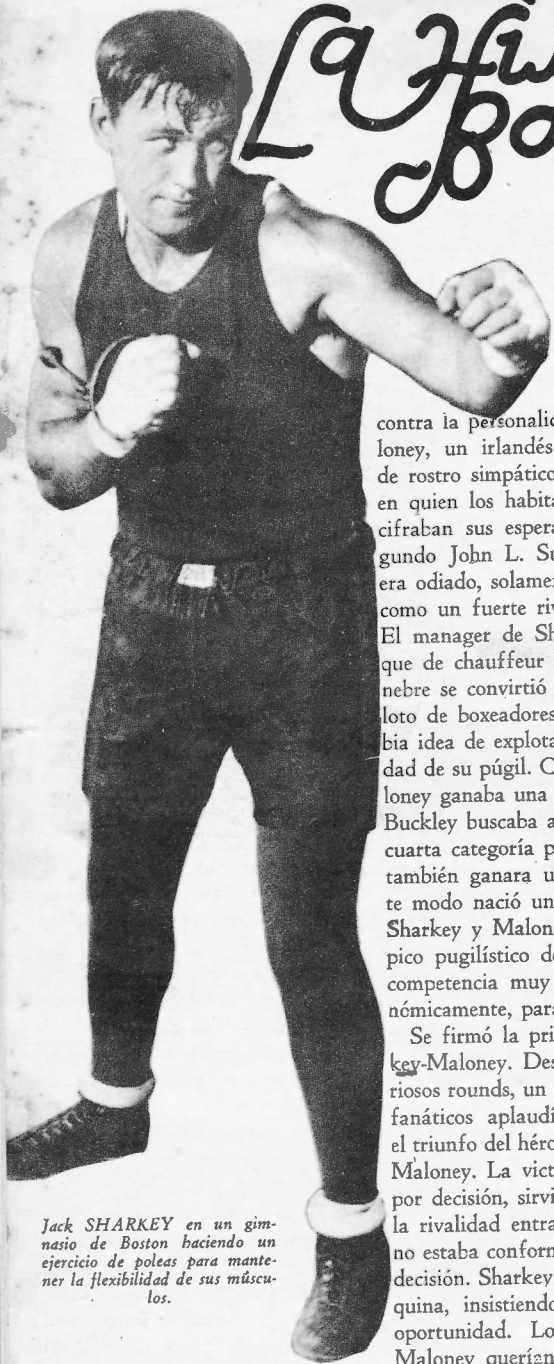 La
contra la personalid
loney, un irlandés
de rostro simpático
en quien los habita
cifraban sus espera
gundo John L. Su
era odiado, solame
como un fuerte riv
El manager de Sh
que de chauffeur
nebre se convirtió
loto de boxeadores
bia idea de explota
dad de su púgil. C
loney ganaba una
Buckley buscaba a
cuarta categoría p
también ganara u
te modo nació un
Sharkey y Malon
pico pugilístico de
competencia muy
nómicamente, para
Se firmó la pri
key-Maloney. Des
riosos rounds, un
fanáticos aplaudí
el triunfo del héro
Maloney. La vict
por decisión, sirvi
la rivalidad entra
no estaba conform
decisión. Sharkey
quina, insistiendo
oportunidad. Lo
Maloney querían
Jack SHARKEY en un gim-
nasio de Boston haciendo un
ejercicio de poleas para mante-
ner la flexibilidad de sus múscu-
los.